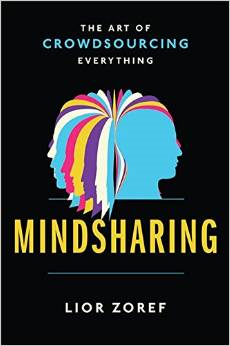 THE ART OF
CROWDSOURCING
EVERYTHING
MINDSHARING
LIOR ZOREF